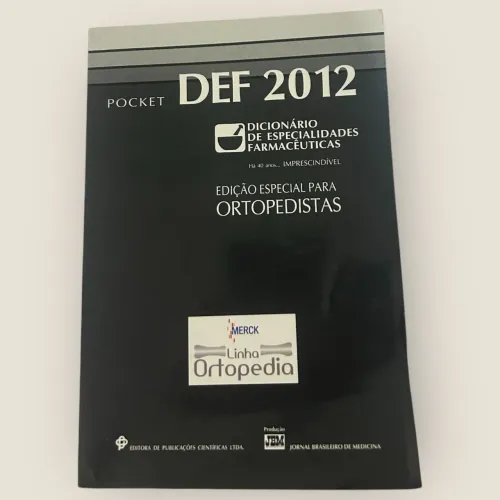 POCKET DEF 2012
DICIONÁRIO
DE ESPECIALIDADES
FARMACÊUTICAS
Há 40 anos... IMPRESCINDÍVEL
EDIÇÃO ESPECIAL PARA
ORTOPEDISTAS
MERCK
Linha
Ortopedia
EDITORA DE PUBLICAÇÕES CIENTÍFICAS LTDA.
Produção
JBM JORNAL BRASILEIRO DE MEDICINA